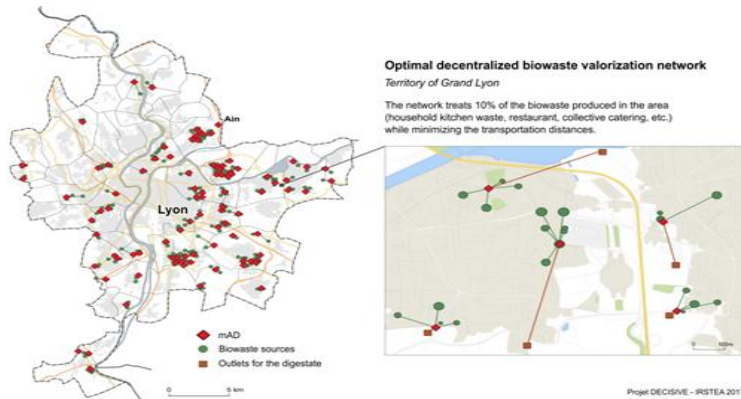 Optimal decentralized biowaste valorization network
Territory of Grand Lyon
The network treats 10% of the biowaste produced in the area
(household kitchen waste, restaurant, collective catering, etc.)
while minimizing the transportation distances.
Ain
Lyon
mAD
Biowaste sources
Outlets for the digestate
0 5 km
Projet DECISIVE - IRSTEA 201